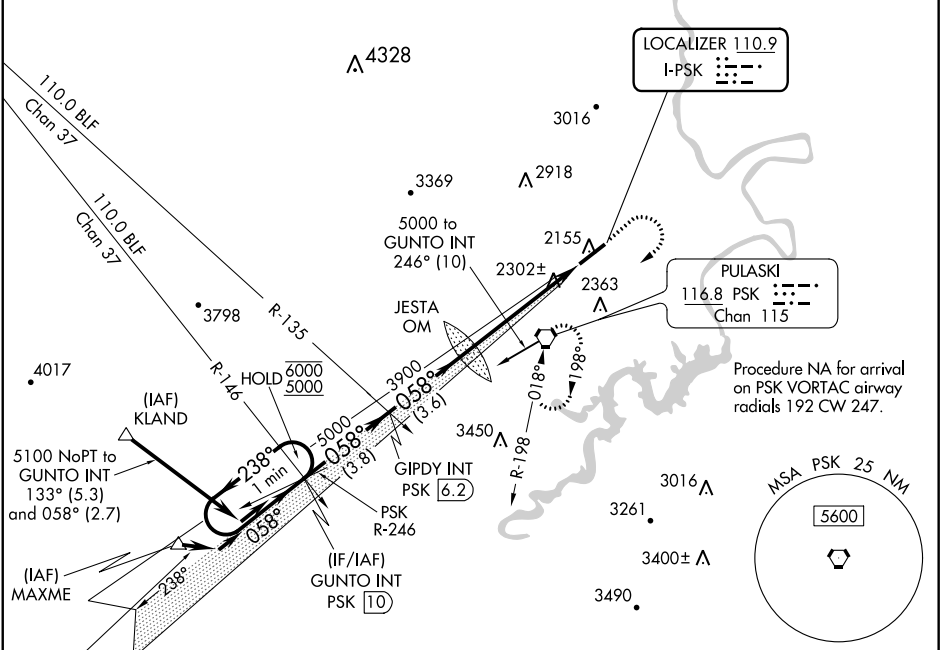 4328
LOCALIZER 110.9
I-PSK
110.0 BLF
Chan 37
3016
2918
3369
110.0 BLF
Chan 37
5000 to
GUNTO INT
246° (10)
2155
2302±
2363
PULASKI
116.8 PSK
Chan 115
JESTA
OM
R-135
3798
R-146
4017
HOLD 6000
5000
3900
058°
(3.6)
018°
198°
Procedure NA for arrival
on PSK VORTAC airway
radials 192 CW 247.
(IAF)
KLAND
5000
058°
(3.8)
3450
R-198
238°
1 min
GIPDY INT
PSK 6.2
5100 NoPT to
GUNTO INT
133° (5.3)
and 058° (2.7)
058°
PSK
R-246
3016
3261
3400±
3490
MSA PSK 25 NM
5600
(IAF)
MAXME
238°
(IF/IAF)
GUNTO INT
PSK 10